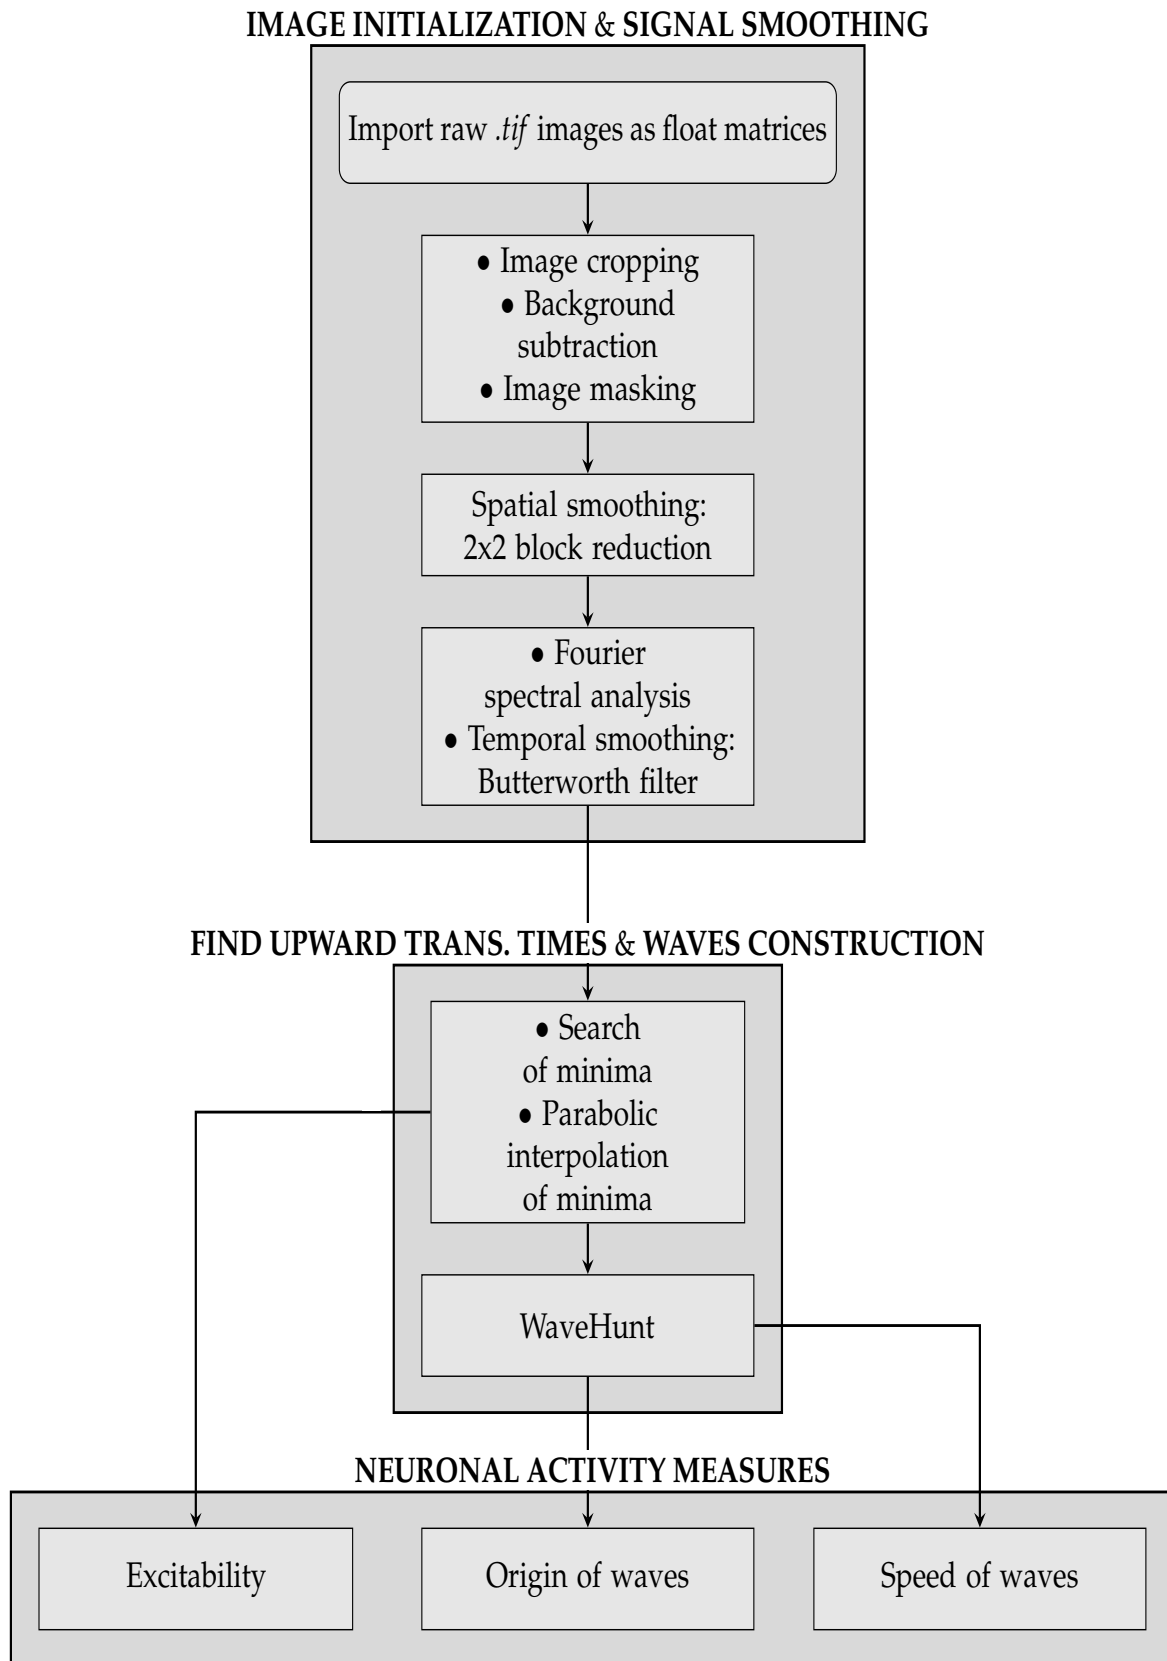 IMAGE INITIALIZATION & SIGNAL SMOOTHING
Import raw .tif images as float matrices
• Image cropping
• Background
subtraction
• Image masking
Spatial smoothing:
2x2 block reduction
• Fourier
spectral analysis
• Temporal smoothing:
Butterworth filter
FIND UPWARD TRANS. TIMES & WAVES CONSTRUCTION
• Search
of minima
• Parabolic
interpolation
of minima
WaveHunt
NEURONAL ACTIVITY MEASURES
Excitability
Origin of waves
Speed of waves